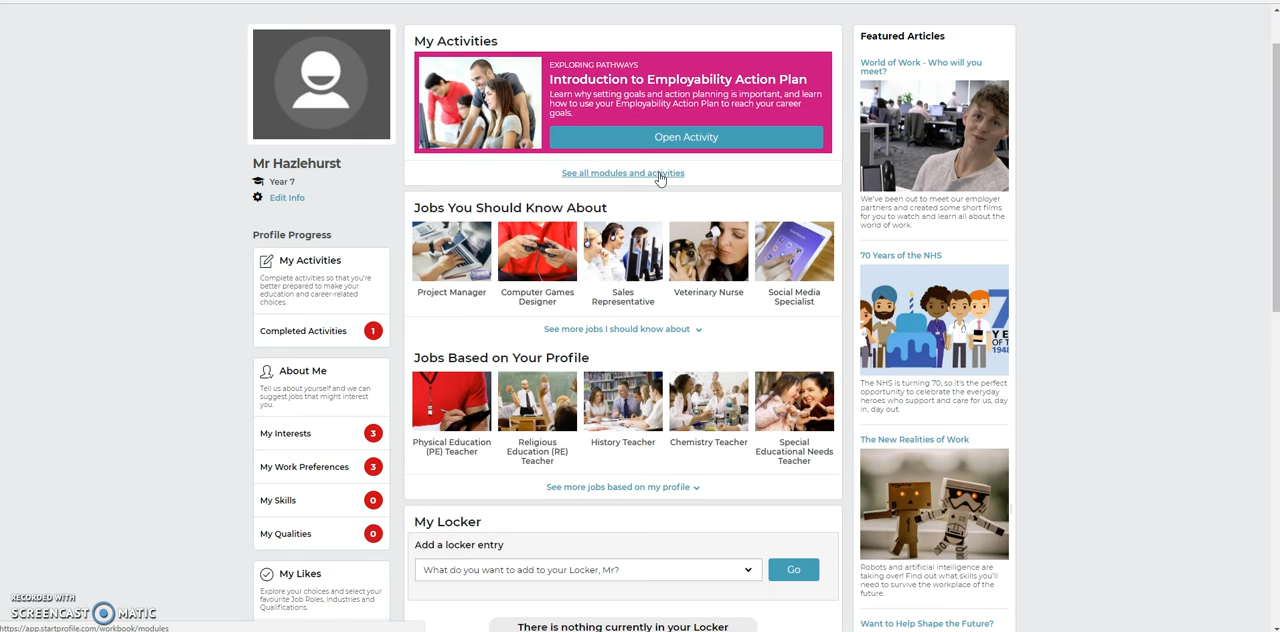 Mr Hazlehurst
Year 7
Edit Info
Profile Progress
My Activities
Complete activities so that you're
better prepared to make your
education and career-related
choices.
Completed Activities 1
About Me
Tell us about yourself and we can
suggest jobs that might interest
you.
My Interests 3
My Work Preferences 3
My Skills 0
My Qualities 0
My Likes
Explore your choices and select your
favourite Job Roles, Industries and
Qualifications.
My Activities
EXPLORING PATHWAYS
Introduction to Employability Action Plan
Learn why setting goals and action planning is important, and learn
how to use your Employability Action Plan to reach your career
goals.
Open Activity
See all modules and activities
Jobs You Should Know About
Project Manager
Computer Games
Designer
Sales
Representative
Veterinary Nurse
Social Media
Specialist
See more jobs I should know about
Jobs Based on Your Profile
Physical Education
(PE) Teacher
Religious
Education (RE)
Teacher
History Teacher
Chemistry Teacher
Special
Educational Needs
Teacher
See more jobs based on my profile
My Locker
Add a locker entry
What do you want to add to your Locker, Mr?
Go
There is nothing currently in your Locker
Featured Articles
World of Work - Who will you
meet?
We've been out to meet our employer
partners and created some short films
for you to watch and learn all about the
world of work.
70 Years of the NHS
7
YE
OF T
1948
The NHS is turning 70, so it's the perfect
opportunity to celebrate the everyday
heroes who support and care for us, day
in, day out.
The New Realities of Work
Robots and artificial intelligence are
taking over! Find out what skills you'll
need to survive the workplace of the
future.
Want to Help Shape the Future?
RECORDED WITH
SCREENCAST MATIC
https://app.startprofile.com/workbook/modules